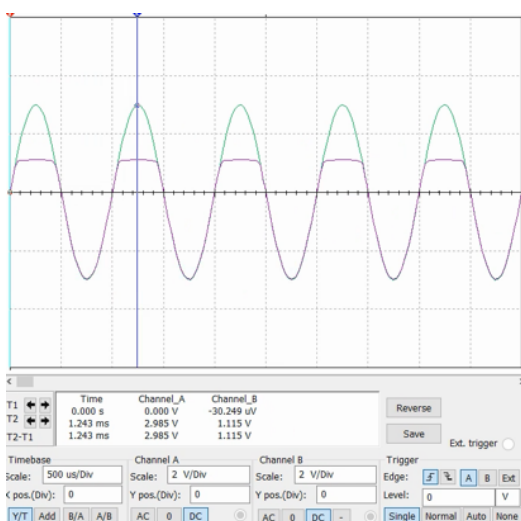 Time Channel_A Channel_B
T1 0.000 s 0.000 V -30.249 uV
T2 1.243 ms 2.985 V 1.115 V
T2-T1 1.243 ms 2.985 V 1.115 V
Reverse
Save
Ext. trigger
Timebase
Scale: 500 us/Div
X pos.(Div): 0
Y/T Add B/A A/B
Channel A
Scale: 2 V/Div
Y pos.(Div): 0
AC 0 DC
Channel B
Scale: 2 V/Div
Y pos.(Div): 0
AC 0 DC -
Trigger
Edge: A B Ext
Level: 0 V
Single Normal Auto None